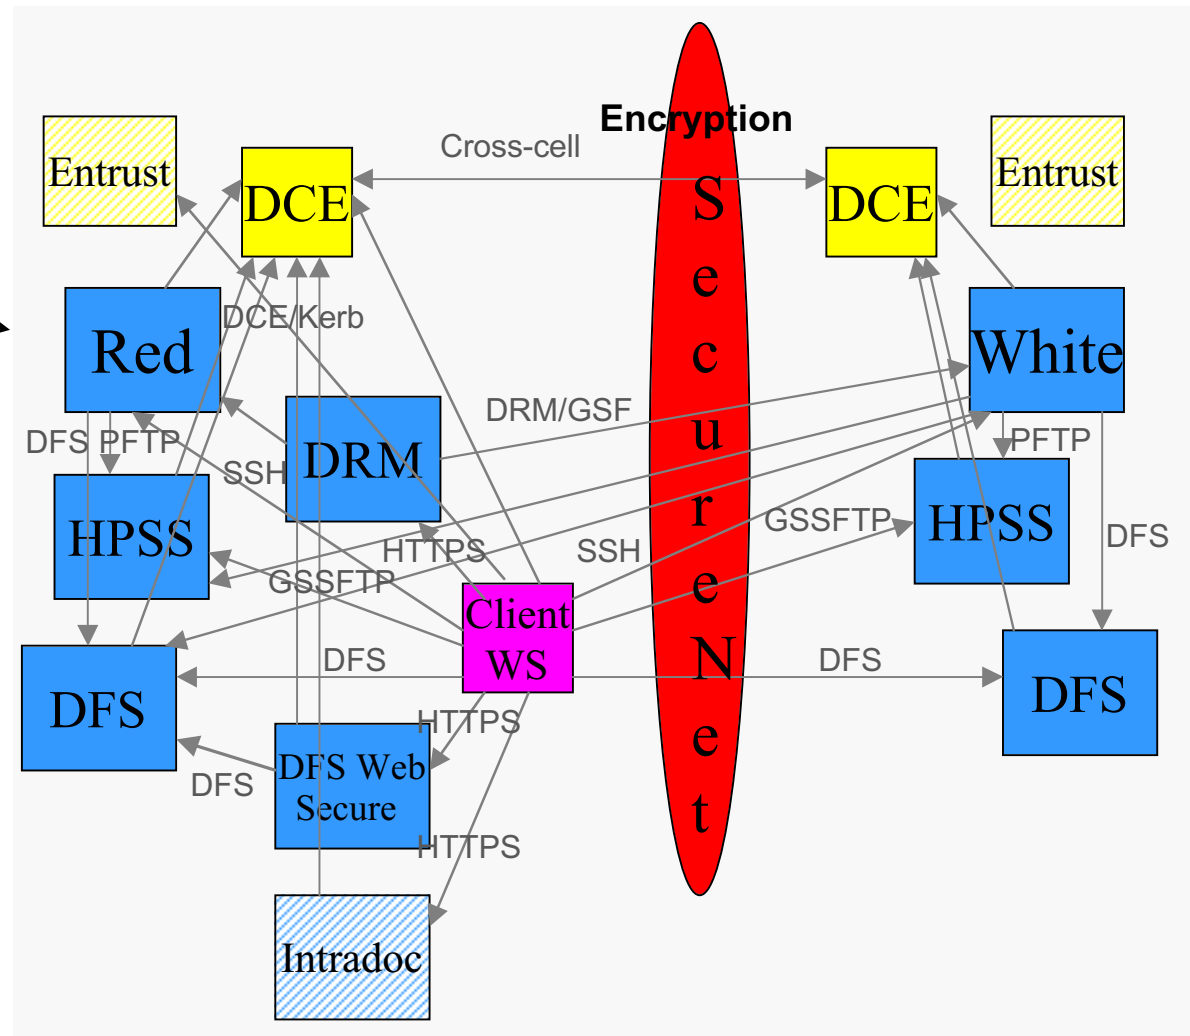 Encryption
Cross-cell
Entrust
DCE
DCE
Entrust
S
e
c
u
r
e
N
e
t
DCE/Kerb
Red
White
DRM/GSF
DRM
DFS
PFTP
PFTP
SSH
HPSS
HPSS
GSSFTP
DFS
HTTPS
SSH
GSSFTP
Client
WS
DFS
DFS
DFS
DFS
HTTPS
DFS Web
Secure
DFS
HTTPS
Intradoc